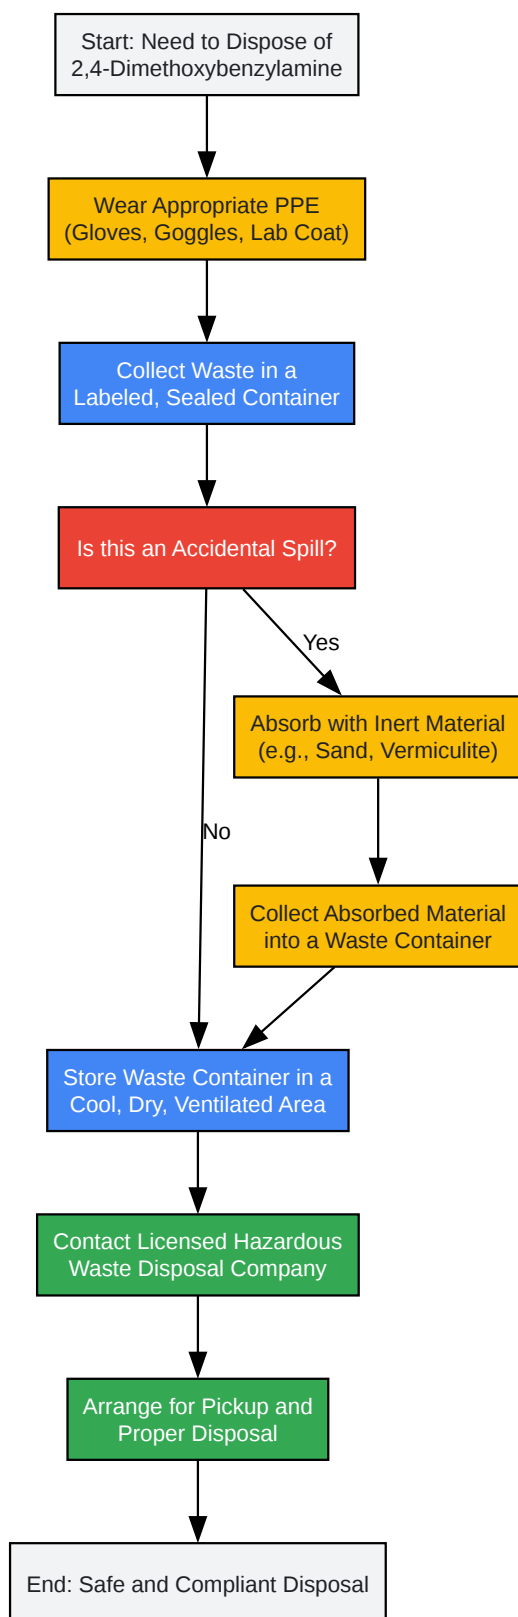 Start: Need to Dispose of
2,4-Dimethoxybenzylamine
Wear Appropriate PPE
(Gloves, Goggles, Lab Coat)
Collect Waste in a
Labeled, Sealed Container
Is this an Accidental Spill?
Yes
Absorb with Inert Material
(e.g., Sand, Vermiculite)
No
Collect Absorbed Material
into a Waste Container
Store Waste Container in a
Cool, Dry, Ventilated Area
Contact Licensed Hazardous
Waste Disposal Company
Arrange for Pickup and
Proper Disposal
End: Safe and Compliant Disposal